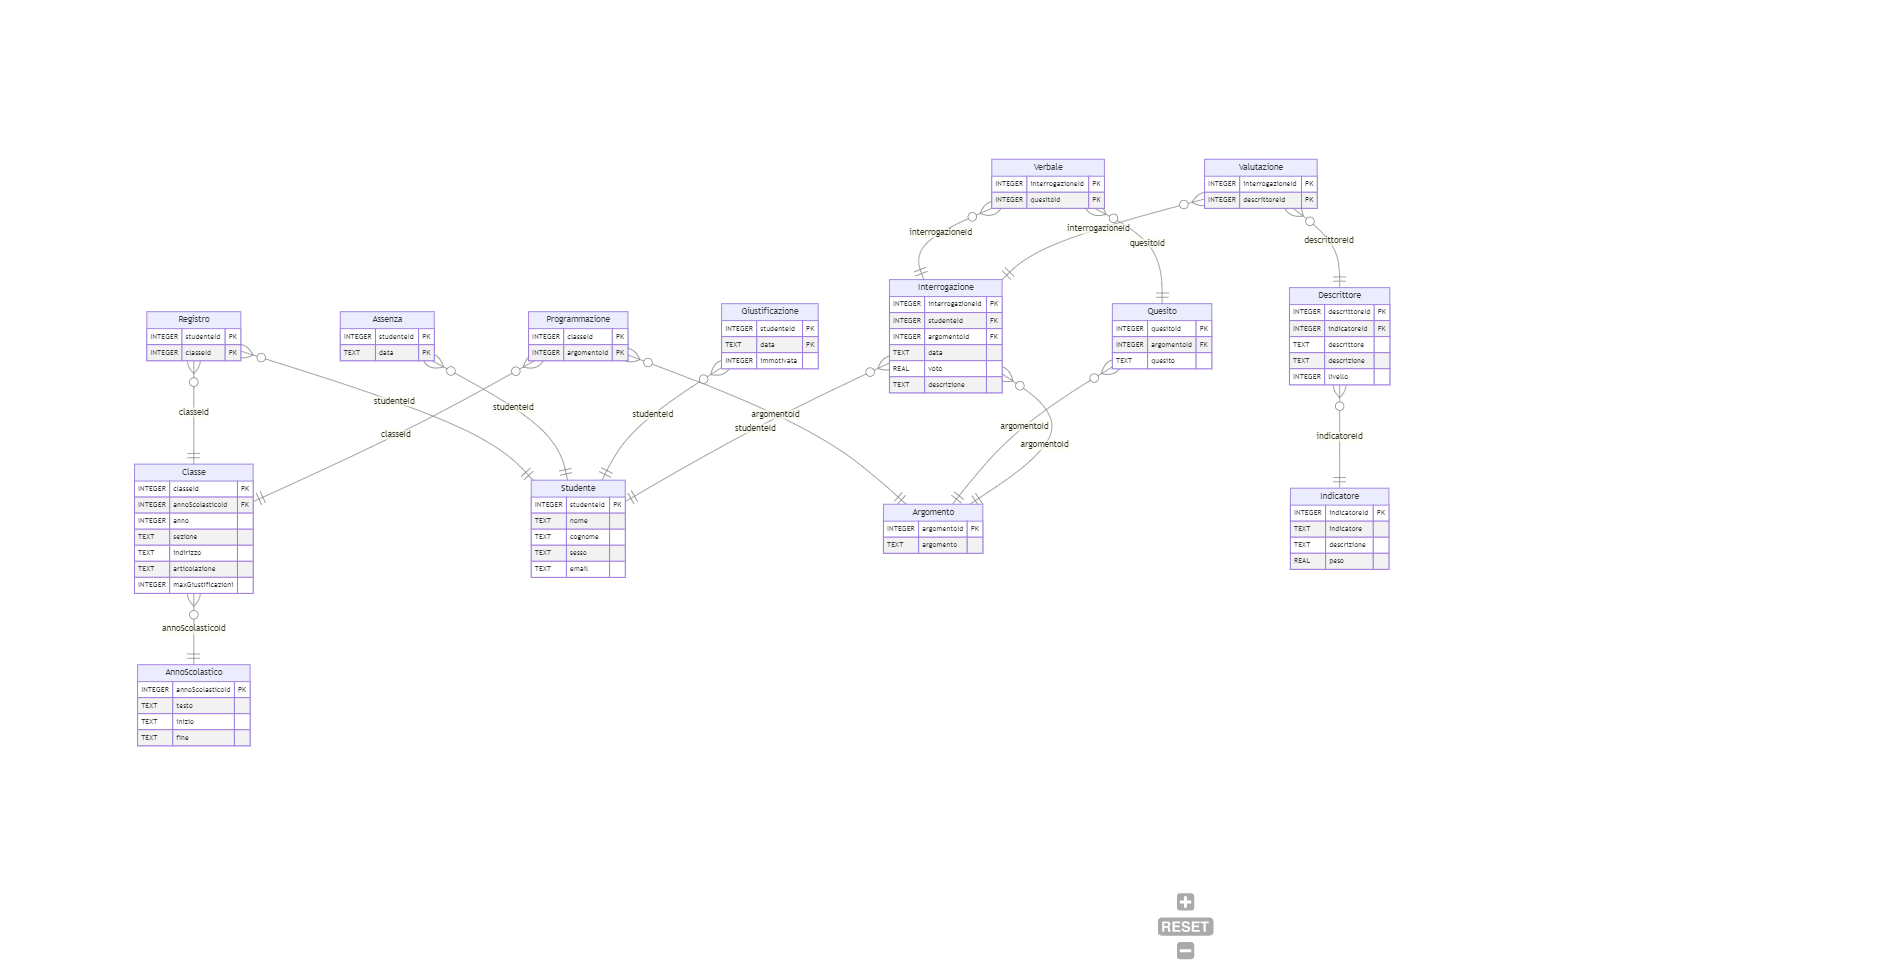 Verbale
INTEGER interrogazioneId PK
INTEGER quesitoId PK
Valutazione
INTEGER interrogazioneId PK
INTEGER descrittoreId PK
interrogazioneId
interrogazioneId
quesitoId
descrittoreId
Registro
INTEGER studenteId PK
INTEGER classeId PK
Assenza
INTEGER studenteId PK
TEXT data PK
Programmazione
INTEGER classeId PK
INTEGER argomentoId PK
Giustificazione
INTEGER studenteId PK
TEXT data PK
INTEGER immotivata
Interrogazione
INTEGER interrogazioneId PK
INTEGER studenteId FK
INTEGER argomentoId FK
TEXT data
REAL voto
TEXT descrizione
Quesito
INTEGER quesitoId PK
INTEGER argomentoId FK
TEXT quesito
Descrittore
INTEGER descrittoreId PK
INTEGER indicatoreId FK
TEXT descrittore
TEXT descrizione
INTEGER livello
classeId
studenteId
classeId
studenteId
studenteId
argomentoId
studenteId
argomentoId
argomentoId
indicatoreId
Classe
INTEGER classeId PK
INTEGER annoScolasticoId FK
INTEGER anno
TEXT sezione
TEXT indirizzo
TEXT articolazione
INTEGER maxGiustificazioni
Studente
INTEGER studenteId PK
TEXT nome
TEXT cognome
TEXT sesso
TEXT email
Argomento
INTEGER argomentoId PK
TEXT argomento
Indicatore
INTEGER indicatoreId PK
TEXT indicatore
TEXT descrizione
REAL peso
annoScolasticoId
AnnoScolastico
INTEGER annoScolasticoId PK
TEXT testo
TEXT inizio
TEXT fine
RESET